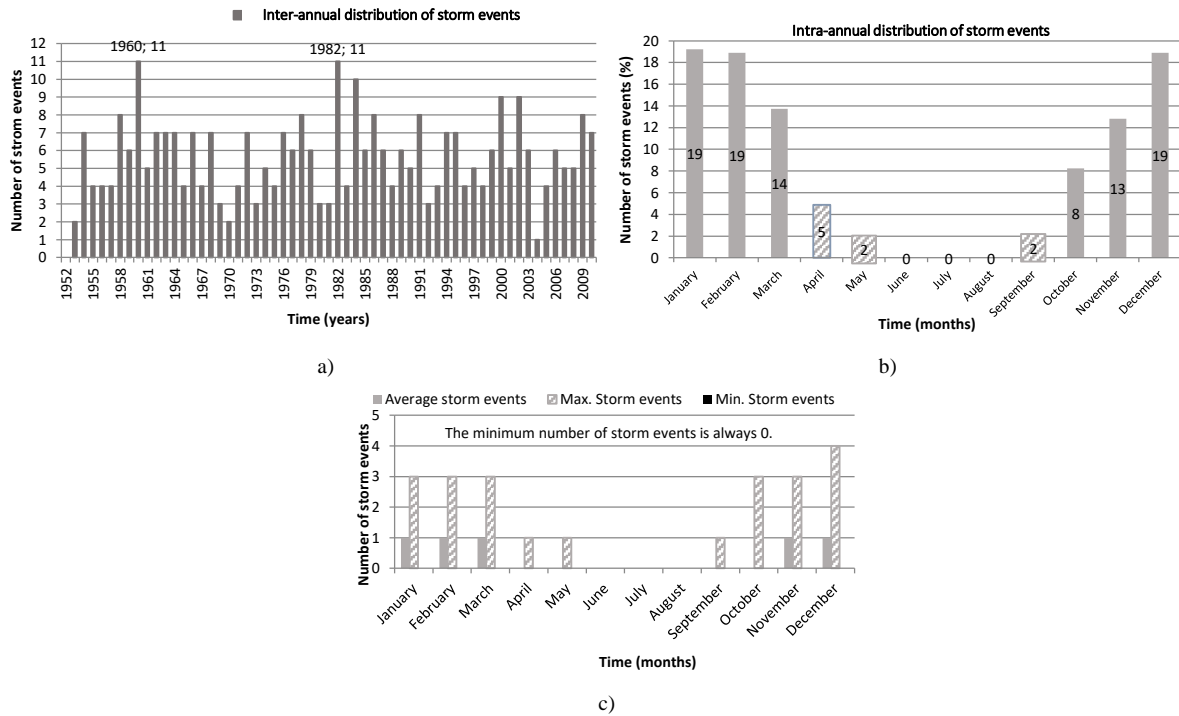 Inter-annual distribution of storm events
12
11
10
9
8
7
6
5
4
3
2
1
0
Number of strom events
1960; 11
1982; 11
1952
1955
1958
1961
1964
1967
1970
1973
1976
1979
1982
1985
1988
1991
1994
1997
2000
2003
2006
2009
Time (years)
a)
Intra-annual distribution of storm events
20
18
16
14
12
10
8
6
4
2
0
Number of storm events (%)
19
19
14
5
2
0
0
0
2
8
13
19
January
February
March
April
May
June
July
August
September
October
November
December
Time (months)
b)
Average storm events
Max. Storm events
Min. Storm events
The minimum number of storm events is always 0.
5
4
3
2
1
0
Number of storm events
January
February
March
April
May
June
July
August
September
October
November
December
Time (months)
c)